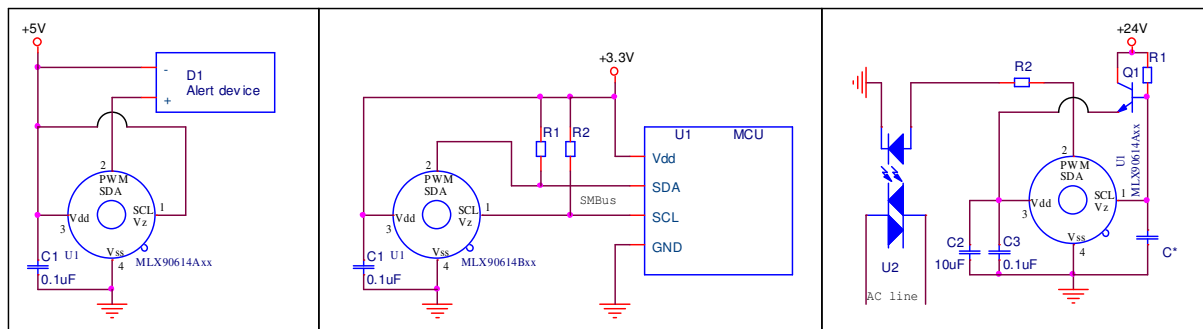 +5V
D1
Alert device
-
+
2
PWM
SDA
SCL
Vz
1
Vdd
3
Vss
4
C1
0.1uF
U1
MLX90614Axx
+3.3V
R1
R2
U1
MCU
Vdd
SDA
SCL
GND
SMBus
2
PWM
SDA
SCL
Vz
1
Vdd
3
Vss
4
C1
0.1uF
U1
MLX90614Bxx
+24V
R1
Q1
R2
U1
MLX90614Axx
2
PWM
SDA
SCL
Vz
1
Vdd
3
Vss
4
C2
10uF
C3
0.1uF
C*
U2
AC line